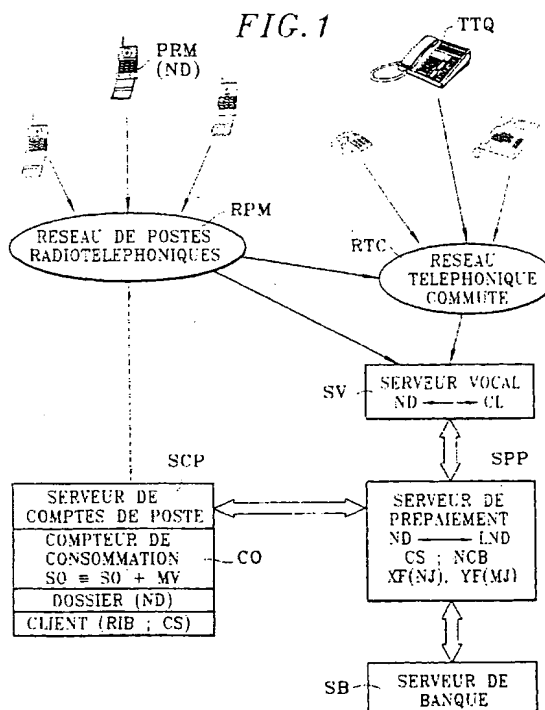 FIG. 1
TTQ
PRM
(ND)
RPM
RESEAU DE POSTES
RADIOTELEPHONIQUES
RTC
RESEAU
TELEPHONIQUE
COMMUTE
SV
SERVEUR VOCAL
ND CL
SCP
SPP
SERVEUR DE
COMPTES DE POSTE
COMPTEUR DE
CONSOMMATION
SO ≡ SO + MV
CO
DOSSIER (ND)
CLIENT (RIB ; CS)
SERVEUR DE
PREPAIEMENT
ND LND
CS ; NCB
XF(NJ), YF(MJ)
SB
SERVEUR DE
BANQUE